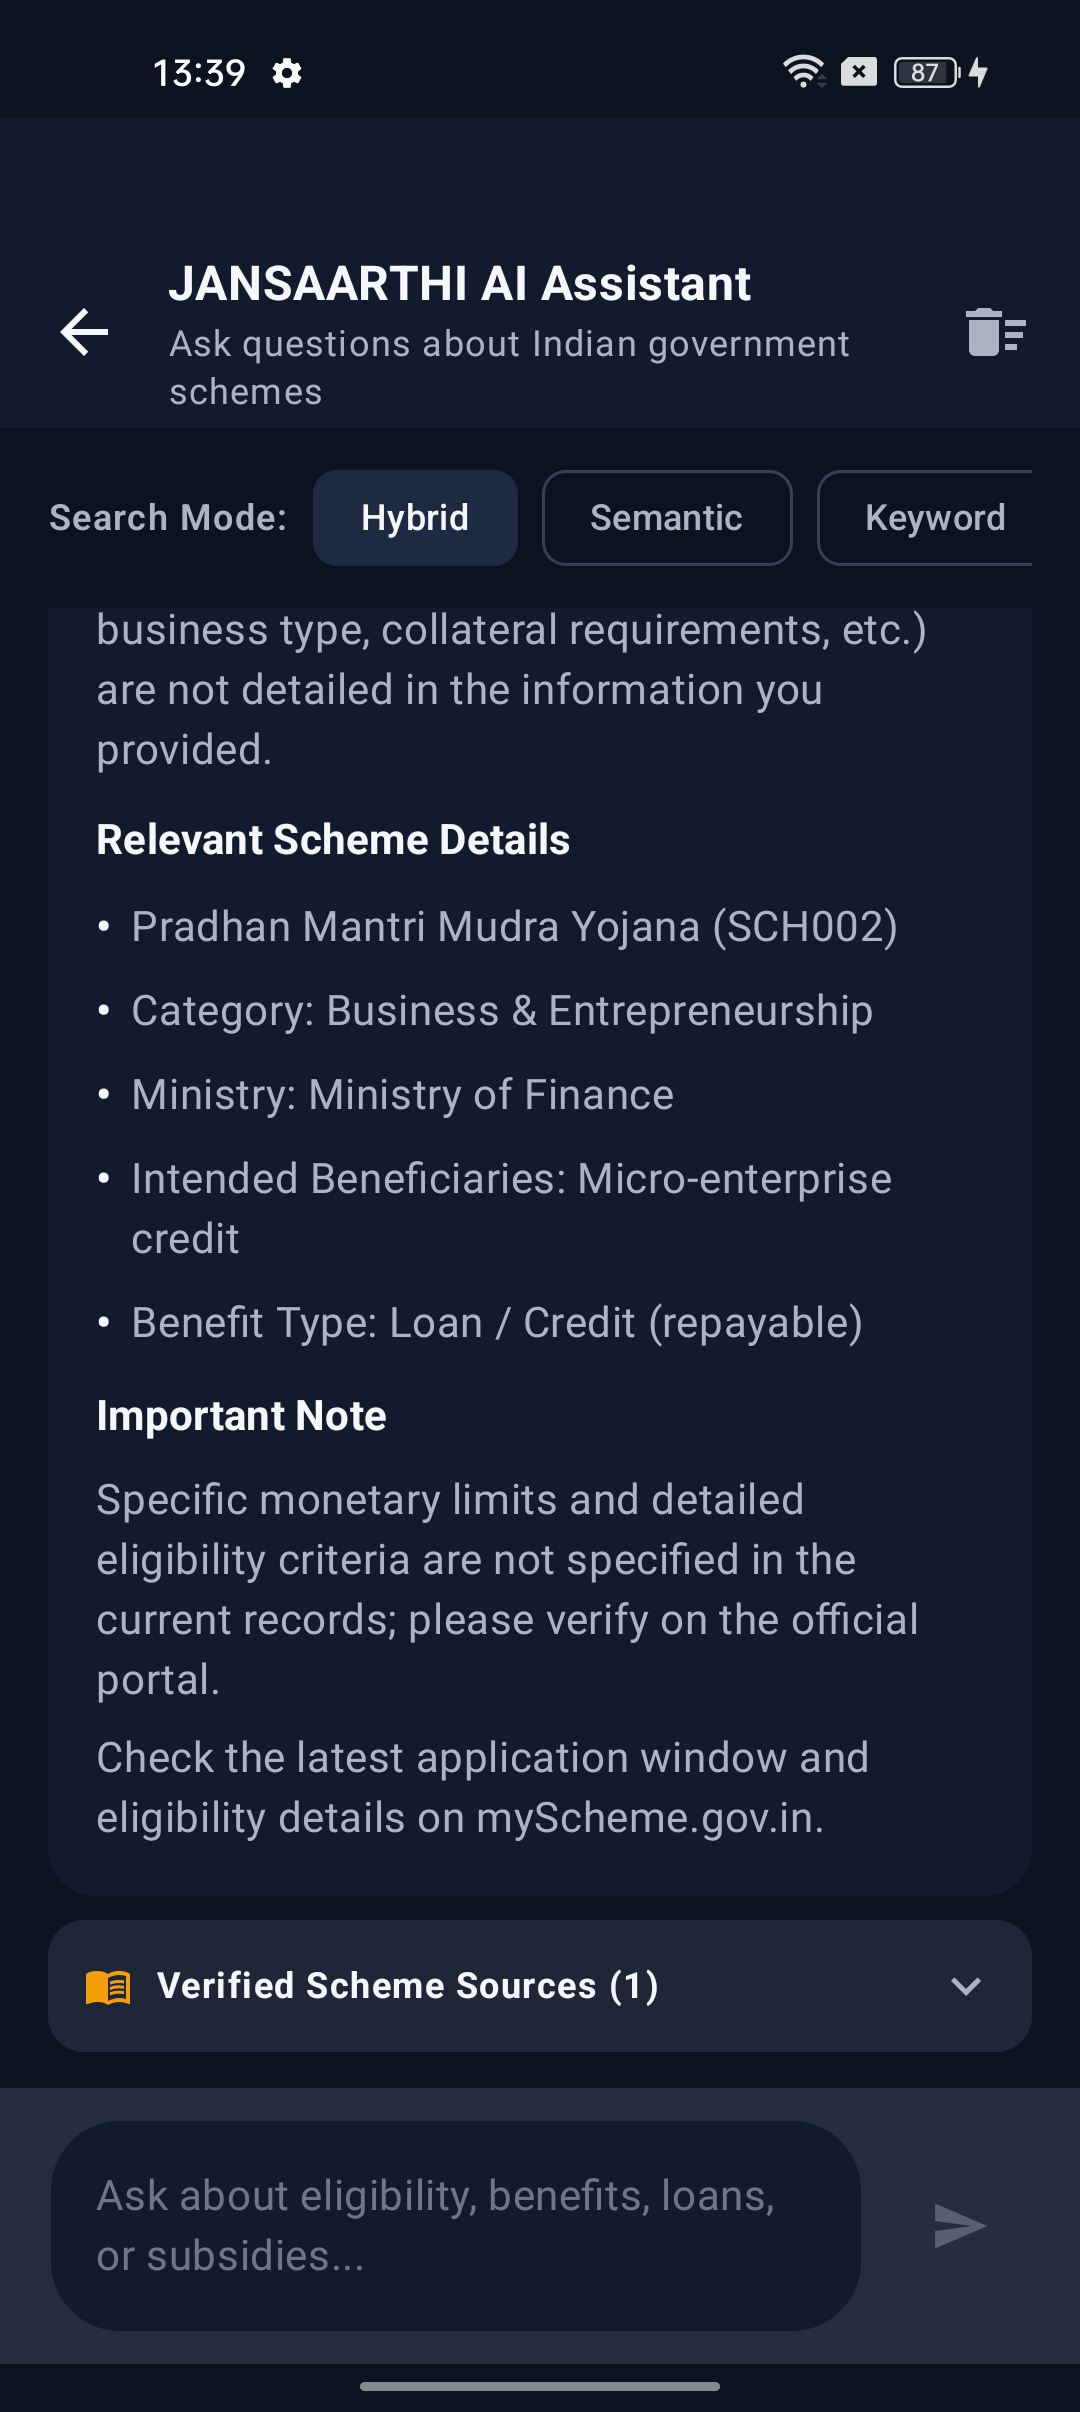 13:39
87
JANSAARTHI AI Assistant
Ask questions about Indian government
schemes
Search Mode:
Hybrid
Semantic
Keyword
business type, collateral requirements, etc.)
are not detailed in the information you
provided.
Relevant Scheme Details
• Pradhan Mantri Mudra Yojana (SCH002)
• Category: Business & Entrepreneurship
• Ministry: Ministry of Finance
• Intended Beneficiaries: Micro-enterprise
credit
• Benefit Type: Loan / Credit (repayable)
Important Note
Specific monetary limits and detailed
eligibility criteria are not specified in the
current records; please verify on the official
portal.
Check the latest application window and
eligibility details on myScheme.gov.in.
Verified Scheme Sources (1)
Ask about eligibility, benefits, loans,
or subsidies...